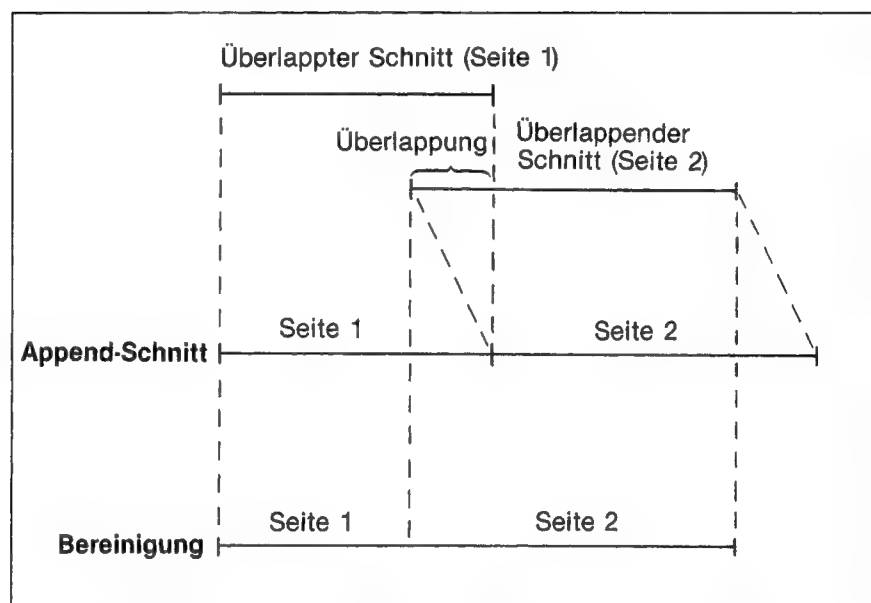 Überlappter Schnitt (Seite 1)
Überlappung
Überlappender
Schnitt (Seite 2)
Seite 1
Seite 2
Append-Schnitt
Seite 1
Seite 2
Bereinigung